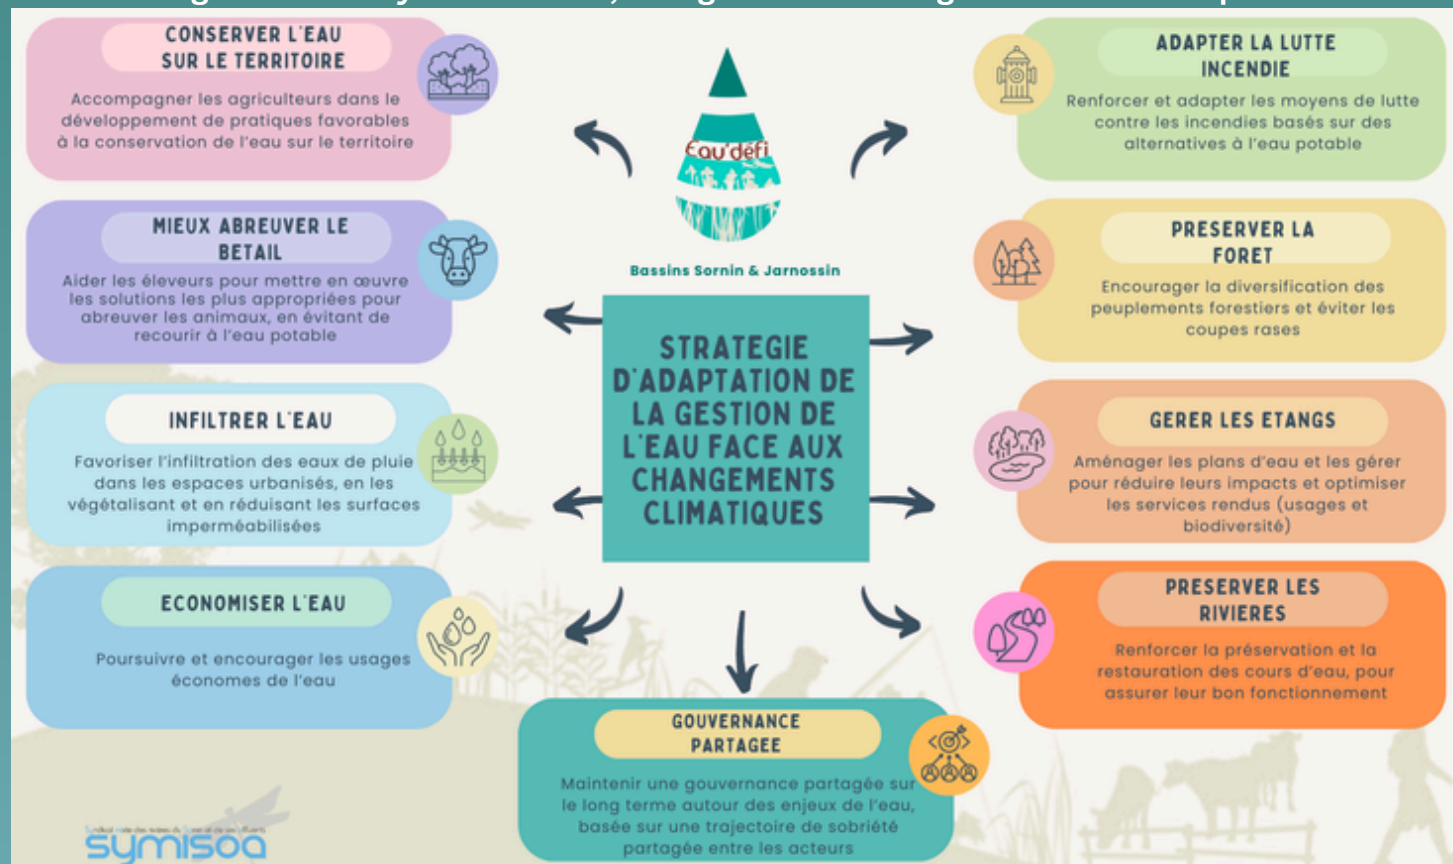 CONSERVER L'EAU
SUR LE TERRITOIRE
Accompagner les agriculteurs dans le
développement de pratiques favorables
à la conservation de l'eau sur le territoire
MIEUX ABREUVER LE
BETAIL
Aider les éleveurs pour mettre en œuvre
les solutions les plus appropriées pour
abreuver les animaux, en évitant de
recourir à l'eau potable
INFILTRER L'EAU
Favoriser l'infiltration des eaux de pluie
dans les espaces urbanisés, en les
végétalisant et en réduisant les surfaces
imperméabilisées
ECONOMISER L'EAU
Poursuivre et encourager les usages
économes de l'eau
Eau'défi
Bassins Sornin & Jarnossin
STRATEGIE
D'ADAPTATION DE
LA GESTION DE
L'EAU FACE AUX
CHANGEMENTS
CLIMATIQUES
GOUVERNANCE
PARTAGEE
Maintenir une gouvernance partagée sur
le long terme autour des enjeux de l'eau,
basée sur une trajectoire de sobriété
partagée entre les acteurs
ADAPTER LA LUTTE
INCENDIE
Renforcer et adapter les moyens de lutte
contre les incendies basés sur des
alternatives à l'eau potable
PRESERVER LA
FORET
Encourager la diversification des
peuplements forestiers et éviter les
coupes rases
GERER LES ETANGS
Aménager les plans d'eau et les gérer
pour réduire leurs impacts et optimiser
les services rendus (usages et
biodiversité)
PRESERVER LES
RIVIERES
Renforcer la préservation et la
restauration des cours d'eau, pour
assurer leur bon fonctionnement
symisoa